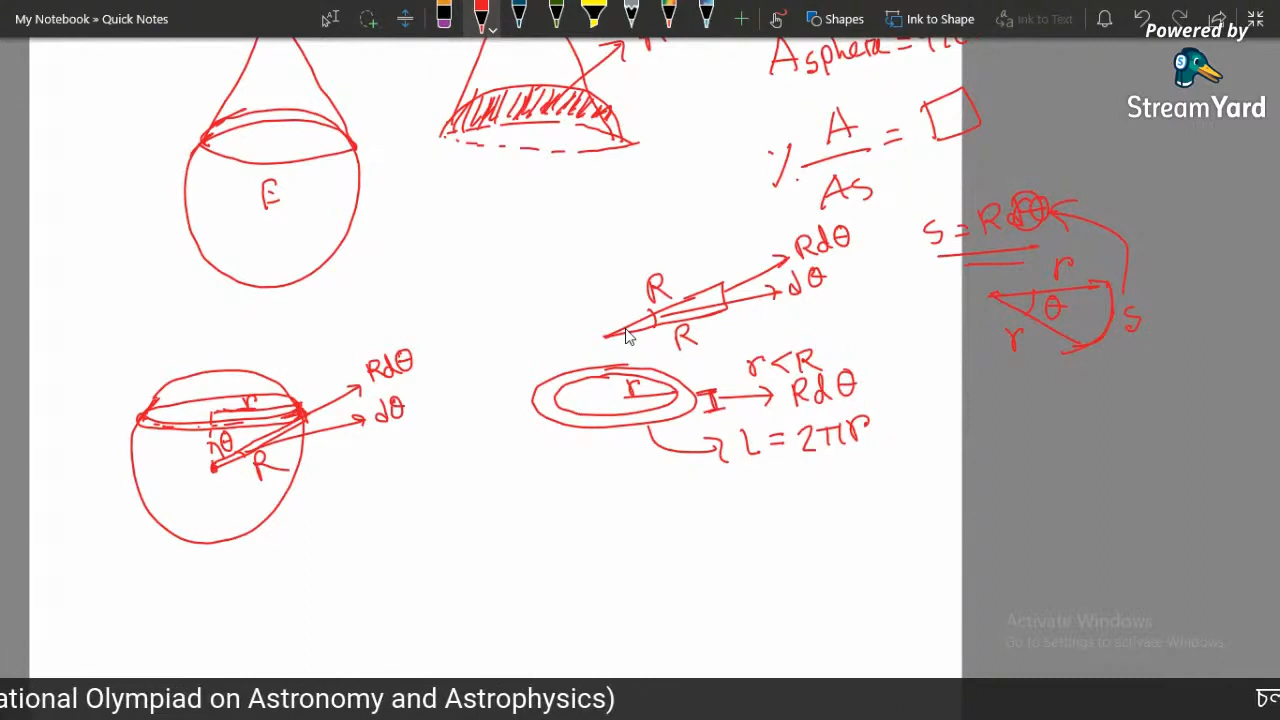 My Notebook » Quick Notes
Shapes
Ink to Shape
Ink to Text
Powered by
StreamYard
A sphere =
% A / As =
E
S = Rdθ
Rdθ
dθ
R
R
r
θ
r
S
Rdθ
dθ
r
θ
R
r < R
r
Rdθ
L = 2πr
Activate Windows
Go to Settings to activate Windows.
ational Olympiad on Astronomy and Astrophysics)